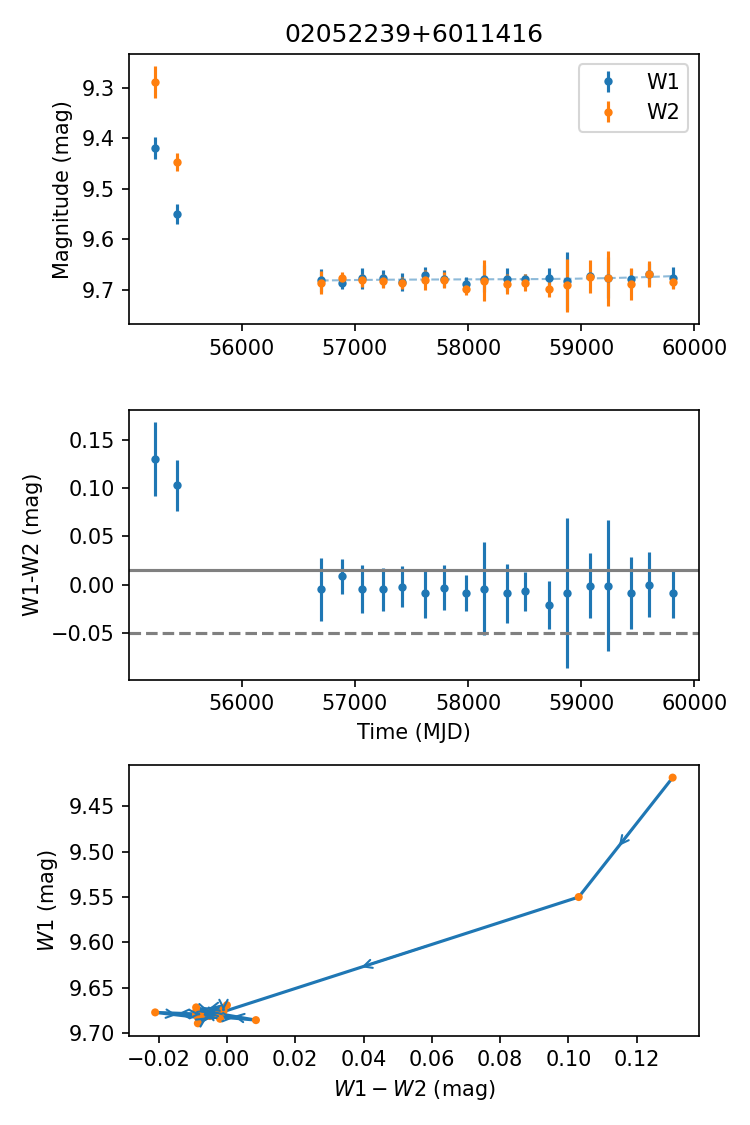 02052239+6011416
Magnitude (mag)
9.3
9.4
9.5
9.6
9.7
W1
W2
56000 57000 58000 59000 60000
W1-W2 (mag)
0.15
0.10
0.05
0.00
−0.05
56000 57000 58000 59000 60000
Time (MJD)
W1 (mag)
9.45
9.50
9.55
9.60
9.65
9.70
−0.02 0.00 0.02 0.04 0.06 0.08 0.10 0.12
W1 − W2 (mag)